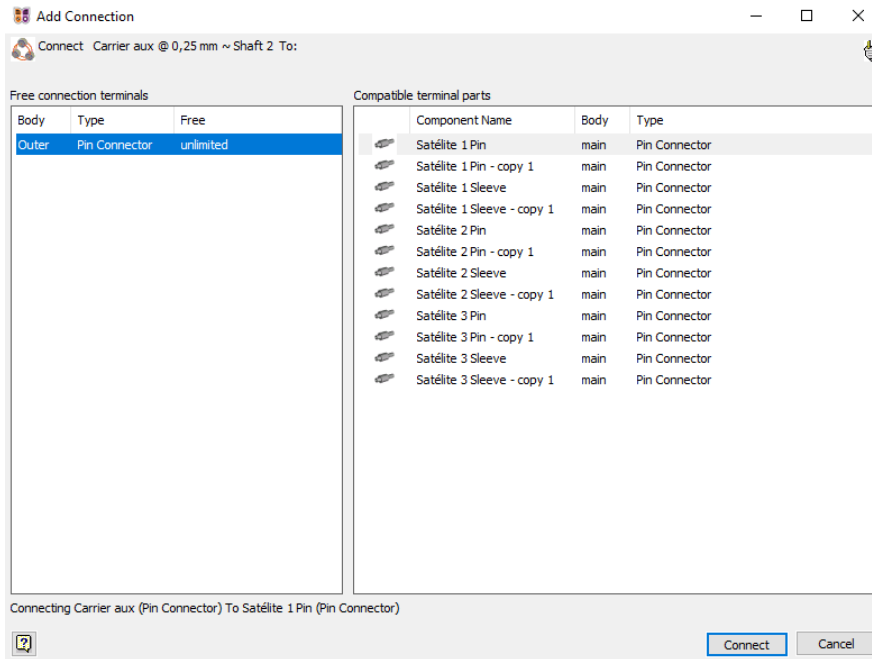 Add Connection
Connect Carrier aux @ 0,25 mm ~ Shaft 2 To:
Free connection terminals
Body Type Free
Outer Pin Connector unlimited
Compatible terminal parts
Component Name Body Type
Satélite 1 Pin main Pin Connector
Satélite 1 Pin - copy 1 main Pin Connector
Satélite 1 Sleeve main Pin Connector
Satélite 1 Sleeve - copy 1 main Pin Connector
Satélite 2 Pin main Pin Connector
Satélite 2 Pin - copy 1 main Pin Connector
Satélite 2 Sleeve main Pin Connector
Satélite 2 Sleeve - copy 1 main Pin Connector
Satélite 3 Pin main Pin Connector
Satélite 3 Pin - copy 1 main Pin Connector
Satélite 3 Sleeve main Pin Connector
Satélite 3 Sleeve - copy 1 main Pin Connector
Connecting Carrier aux (Pin Connector) To Satélite 1 Pin (Pin Connector)
Connect Cancel